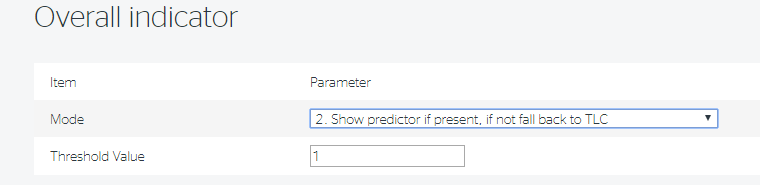 Overall indicator
Item Parameter
Mode 2. Show predictor if present, if not fall back to TLC
Threshold Value 1